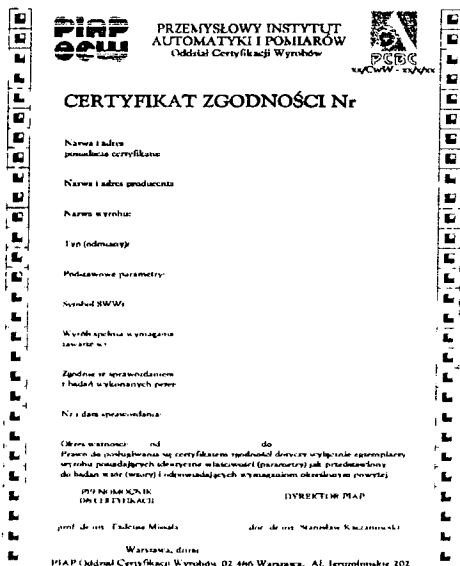 PIAP
OCW
PRZEMYSŁOWY INSTYTUT
AUTOMATYKI I POMIARÓW
Oddział Certyfikacji Wyrobów
PCBC
xx/CwW - xx/x/xx
CERTYFIKAT ZGODNOŚCI Nr
Nazwa i adres
posiadacza certyfikatu:
Nazwa i adres producenta
Nazwa wyrobu:
Typ (odmiany):
Podstawowe parametry:
Symbol SWW:
Wyrób spełnia wymagania
zawarte w:
Zgodnie ze sprawozdaniem
z badań wykonanych przez
Nr i data sprawozdania:
Okres ważności: od do
Prawo do posługiwania się certyfikatem zgodności dotyczy wyłącznie egzemplarzy
wyrobu posiadających identyczne właściwości (parametry) jak przedstawiony
do badań wzór (wzory) i odpowiadających wymaganiom określonym powyżej
PEŁNOMOCNIK
DS CERTYFIKACJI
DYREKTOR PIAP
prof. dr inż. Tadeusz Missala
doc. dr inż. Stanisław Kaczanowski
Warszawa, dnia
PIAP Oddział Certyfikacji Wyrobów 02-486 Warszawa, Al. Jerozolimskie 202